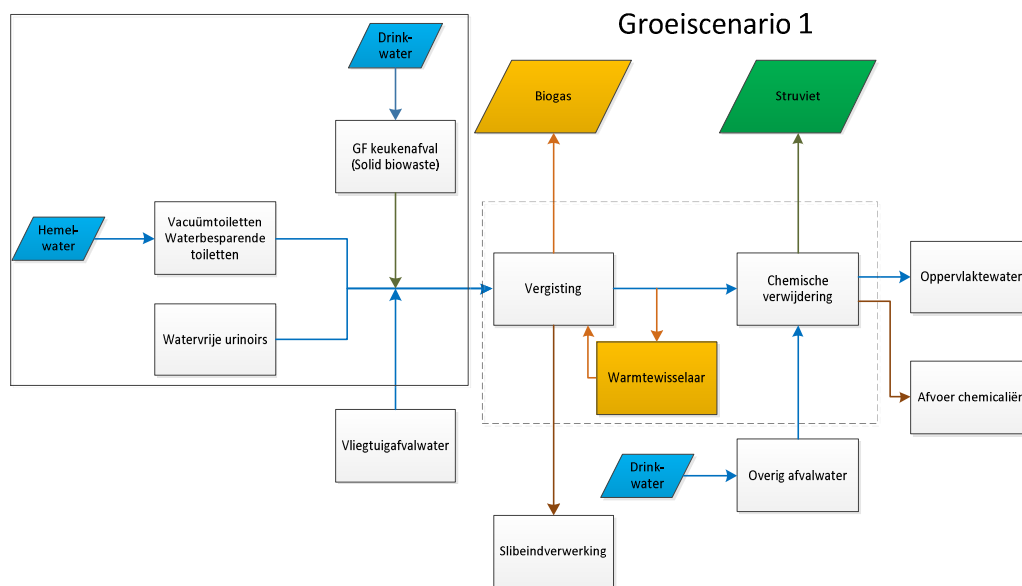 Groeiscenario 1
Drink-
water
Biogas
Struviet
GF keukenafval
(Solid biowaste)
Hemel-
water
Vacuümtoiletten
Waterbesparende
toiletten
Vergisting
Chemische
verwijdering
Oppervlaktewater
Watervrije urinoirs
Warmtewisselaar
Afvoer chemicaliën
Vliegtuigafvalwater
Drink-
water
Overig afvalwater
Slibeindverwerking